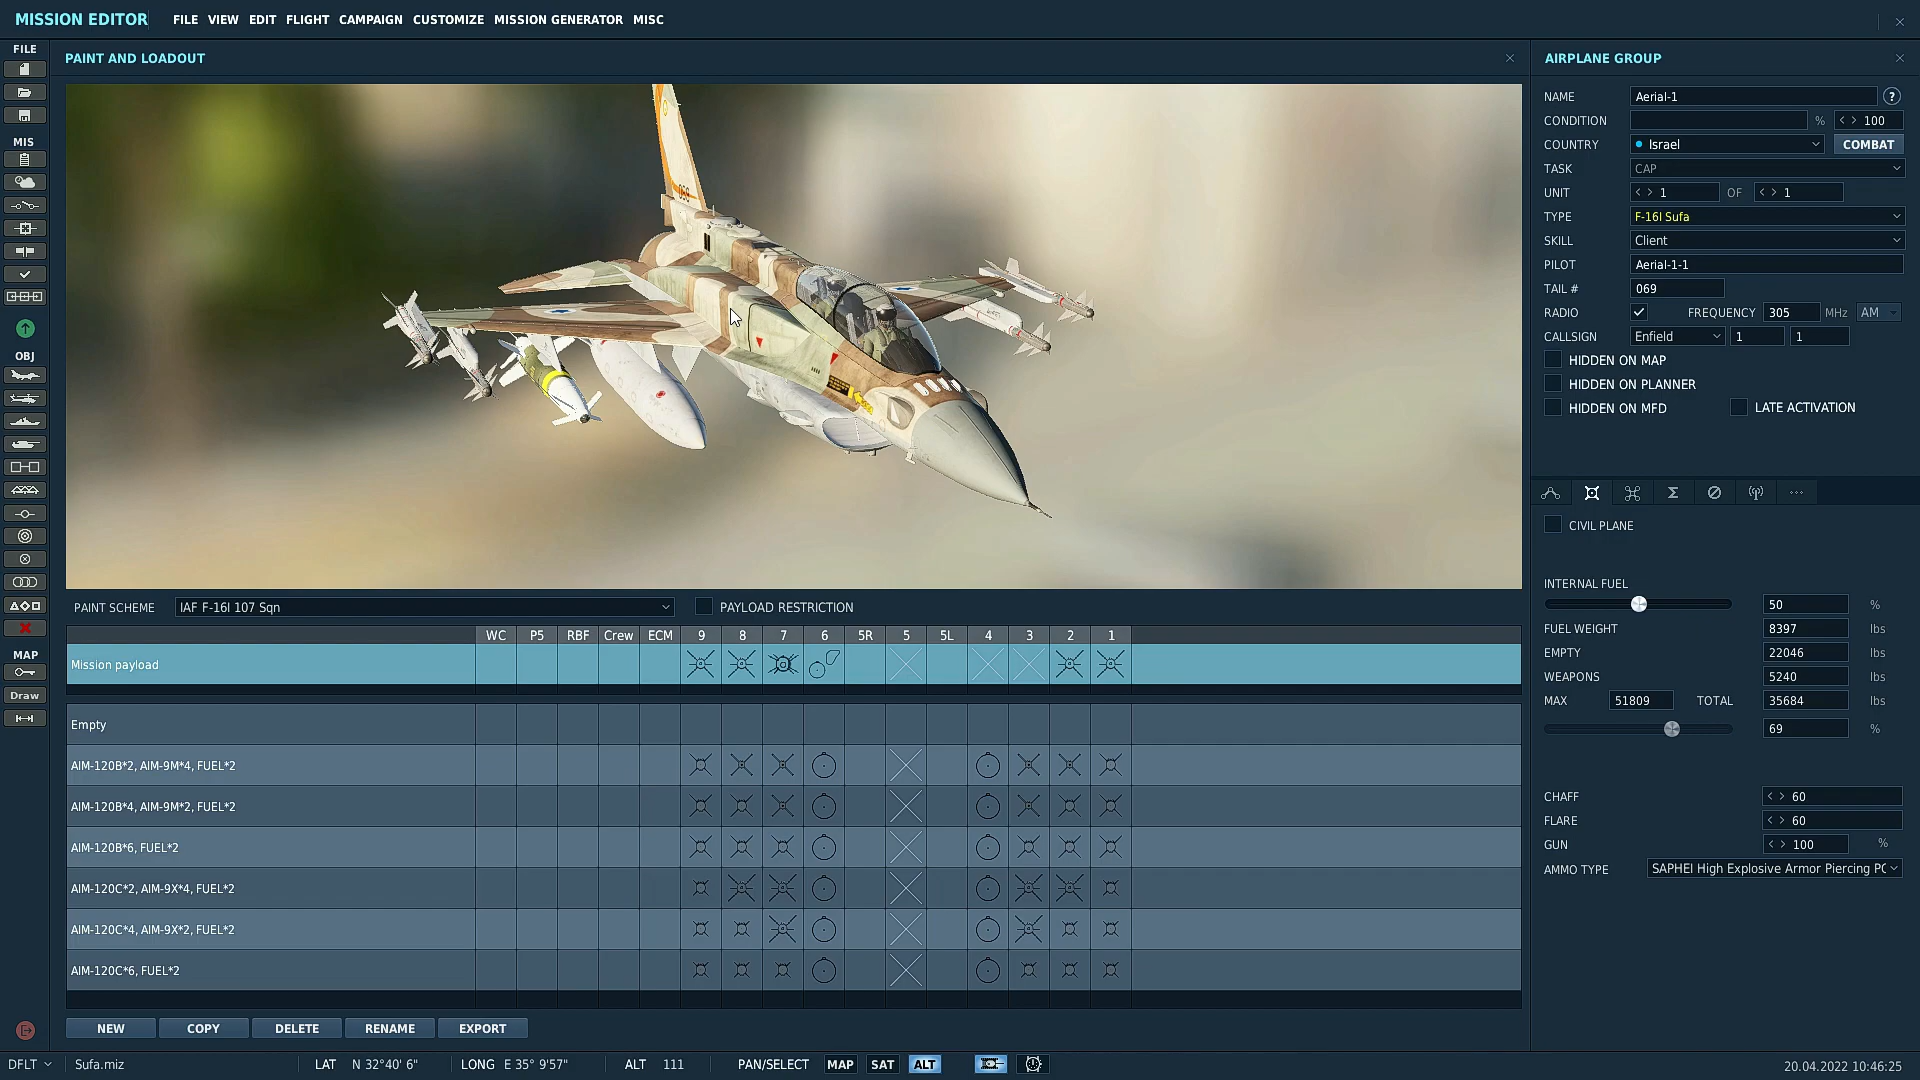 MISSION EDITOR FILE VIEW EDIT FLIGHT CAMPAIGN CUSTOMIZE MISSION GENERATOR MISC
FILE
MIS
OBJ
MAP
Draw
PAINT AND LOADOUT
069
PAINT SCHEME IAF F-16I 107 Sqn PAYLOAD RESTRICTION
WC P5 RBF Crew ECM 9 8 7 6 5R 5 5L 4 3 2 1
Mission payload
Empty
AIM-120B*2, AIM-9M*4, FUEL*2
AIM-120B*4, AIM-9M*2, FUEL*2
AIM-120B*6, FUEL*2
AIM-120C*2, AIM-9X*4, FUEL*2
AIM-120C*4, AIM-9X*2, FUEL*2
AIM-120C*6, FUEL*2
NEW COPY DELETE RENAME EXPORT
AIRPLANE GROUP
NAME Aerial-1 ?
CONDITION % < > 100
COUNTRY Israel COMBAT
TASK CAP
UNIT < > 1 OF < > 1
TYPE F-16I Sufa
SKILL Client
PILOT Aerial-1-1
TAIL # 069
RADIO FREQUENCY 305 MHz AM
CALLSIGN Enfield 1 1
HIDDEN ON MAP
HIDDEN ON PLANNER
HIDDEN ON MFD LATE ACTIVATION
CIVIL PLANE
INTERNAL FUEL
50 %
FUEL WEIGHT 8397 lbs
EMPTY 22046 lbs
WEAPONS 5240 lbs
MAX 51809 TOTAL 35684 lbs
69 %
CHAFF < > 60
FLARE < > 60
GUN < > 100 %
AMMO TYPE SAPHEI High Explosive Armor Piercing PG
DFLT Sufa.miz LAT N 32°40' 6" LONG E 35° 9'57" ALT 111 PAN/SELECT MAP SAT ALT 20.04.2022 10:46:25